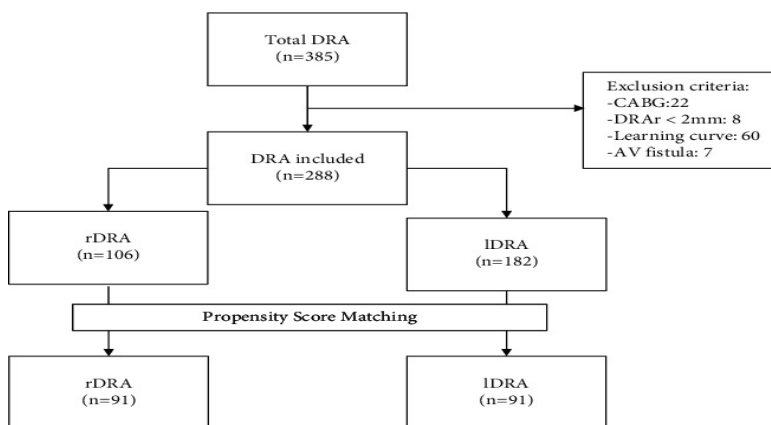 Total DRA
(n=385)
Exclusion criteria:
-CABG:22
-DRAr < 2mm: 8
-Learning curve: 60
-AV fistula: 7
DRA included
(n=288)
rDRA
(n=106)
lDRA
(n=182)
Propensity Score Matching
rDRA
(n=91)
lDRA
(n=91)